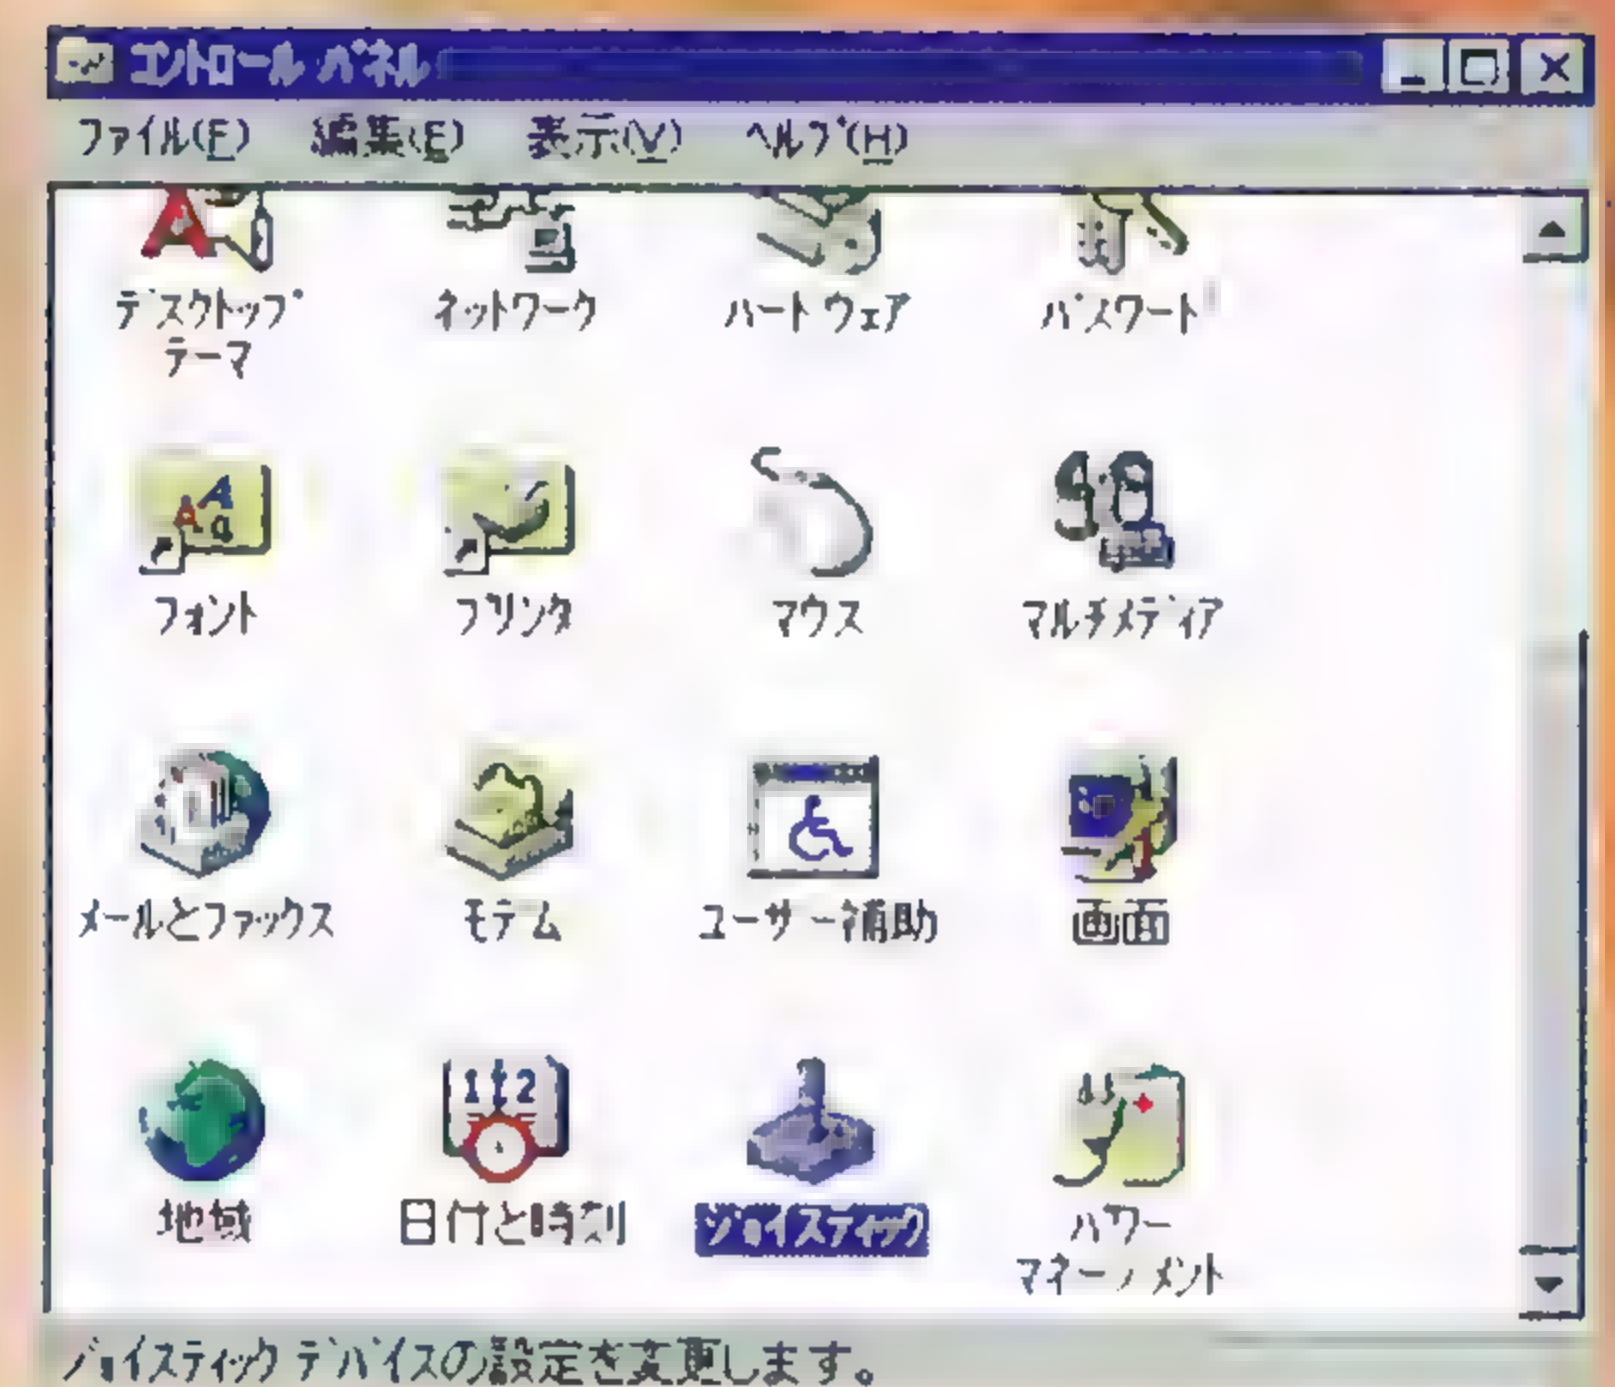 コントロール パネル
ファイル(F) 編集(E) 表示(V) ヘルプ(H)
デスクトップ テーマ
ネットワーク
ハードウェア
パスワード
フォント
プリンタ
マウス
マルチメディア
メールとファックス
モデム
ユーザー補助
画面
地域
日付と時刻
ジョイスティック
パワー
マネージメント
ジョイスティック デバイスの設定を変更します。